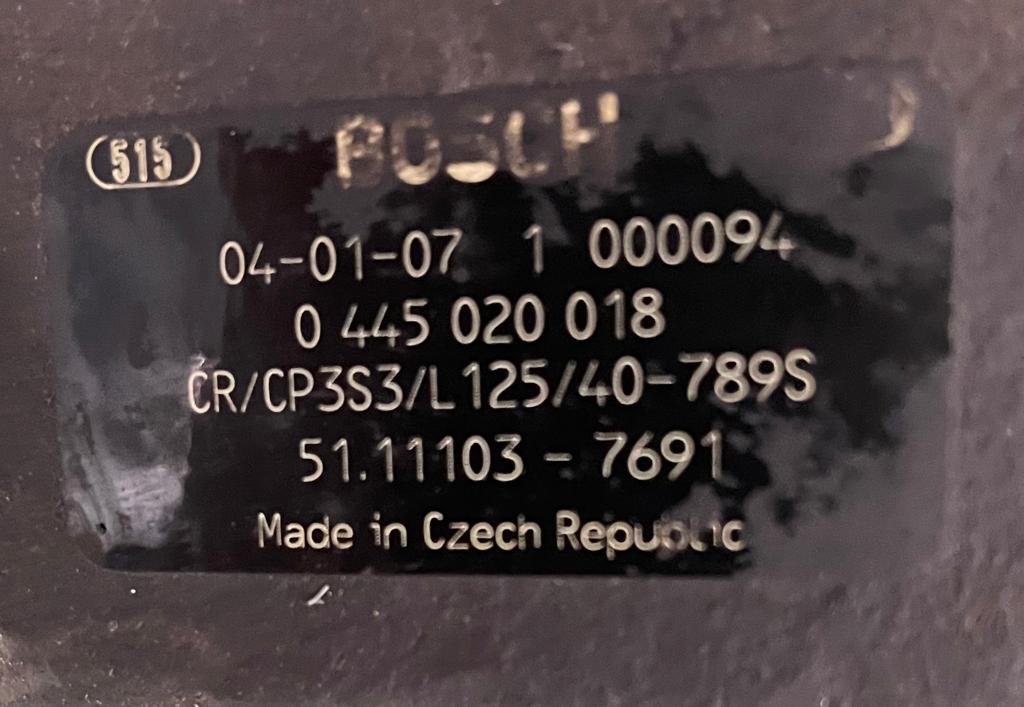 515 BOSCH
04-01-07 1 000094
0 445 020 018
CR/CP3S3/L125/40-789S
51.11103 - 7691
Made in Czech Republic